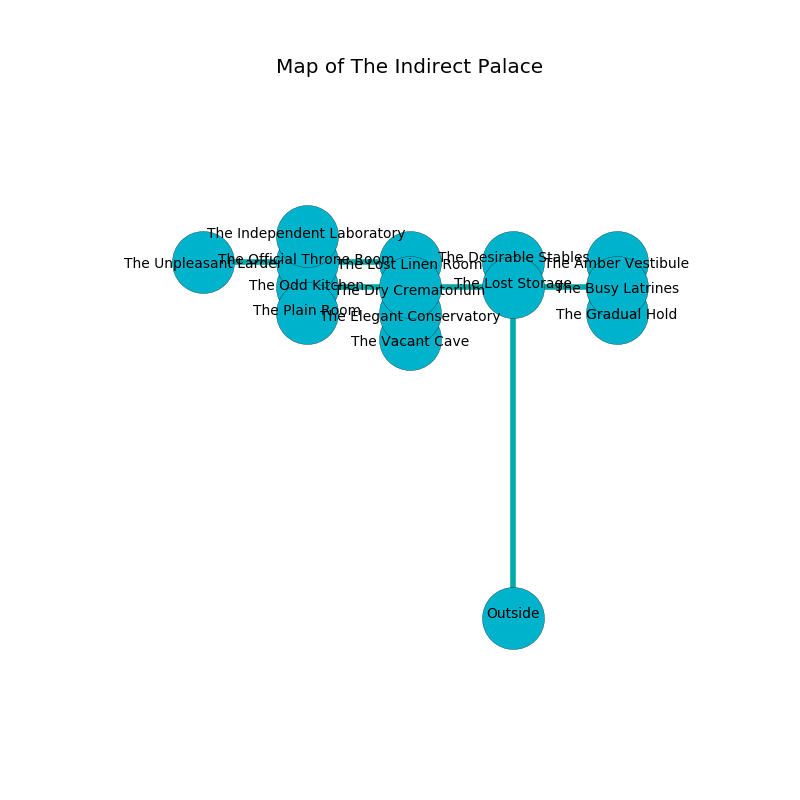 Map of The Indirect Palace
The Independent Laboratory
The Desirable Stables
The Official Throne Room
The Unpleasant Larder
The Lost Linen Room
The Amber Vestibule
The Lost Storage
The Odd Kitchen
The Dry Crematorium
The Busy Latrines
The Plain Room
The Elegant Conservatory
The Gradual Hold
The Vacant Cave
Outside